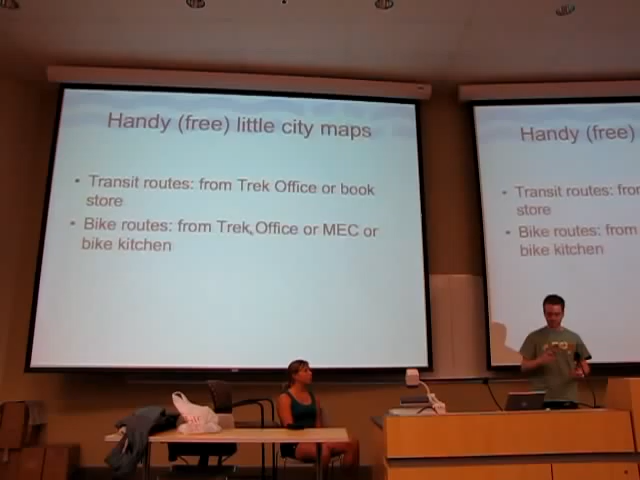 Handy (free) little city maps
• Transit routes: from Trek Office or book
store
• Bike routes: from Trek Office or MEC or
bike kitchen
Handy (free)
• Transit routes: from
store
• Bike routes: from
bike kitchen